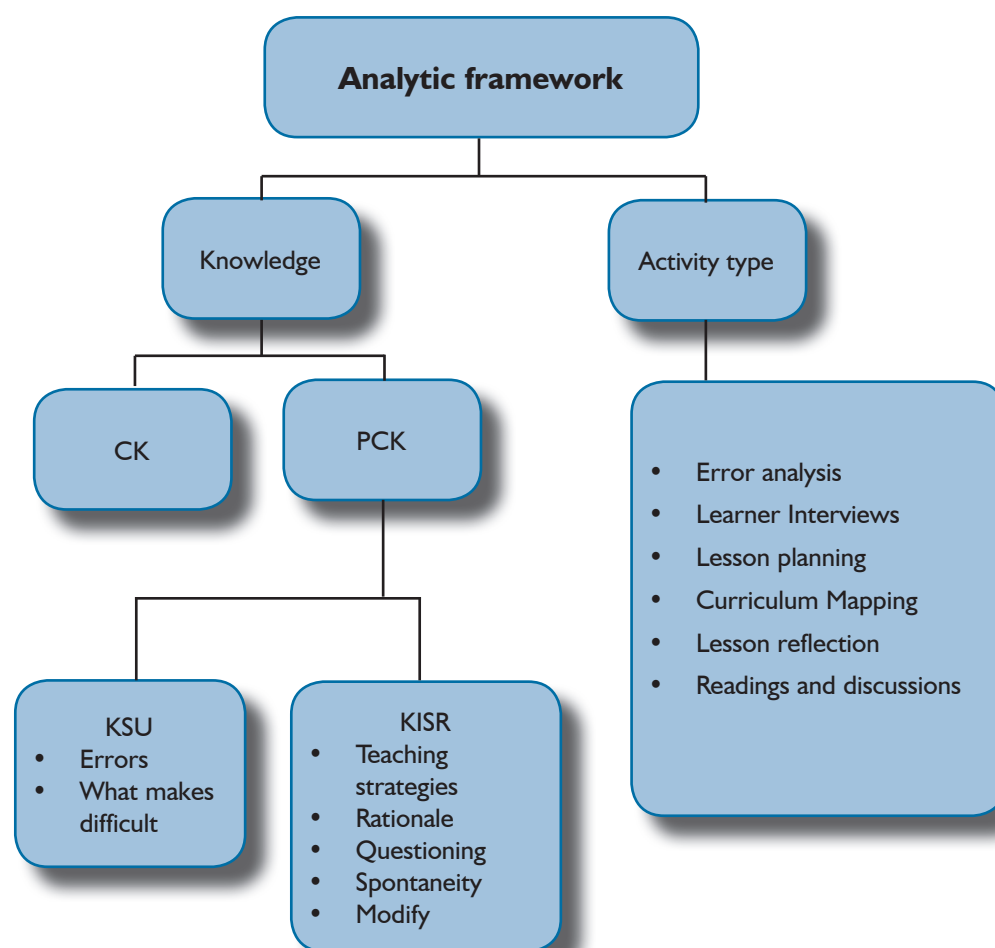 Analytic framework
Knowledge
Activity type
CK
PCK
• Error analysis
• Learner Interviews
• Lesson planning
• Curriculum Mapping
• Lesson reflection
• Readings and discussions
KSU
• Errors
• What makes
difficult
KISR
• Teaching
strategies
• Rationale
• Questioning
• Spontaneity
• Modify